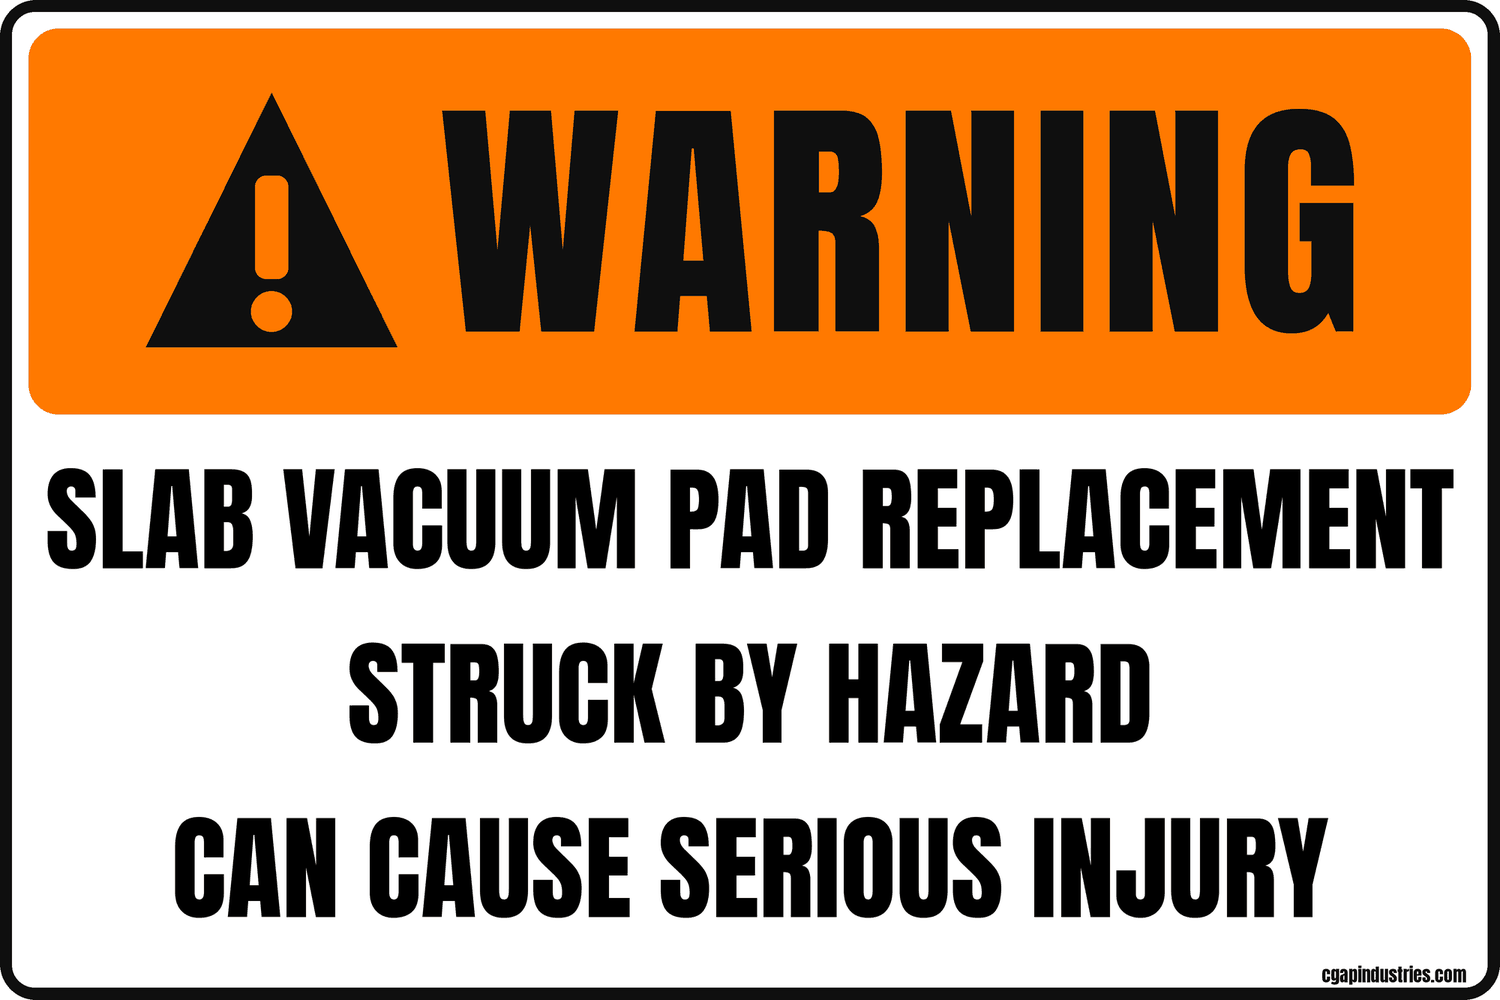 WARNING
SLAB VACUUM PAD REPLACEMENT
STRUCK BY HAZARD
CAN CAUSE SERIOUS INJURY
cgapindustries.com